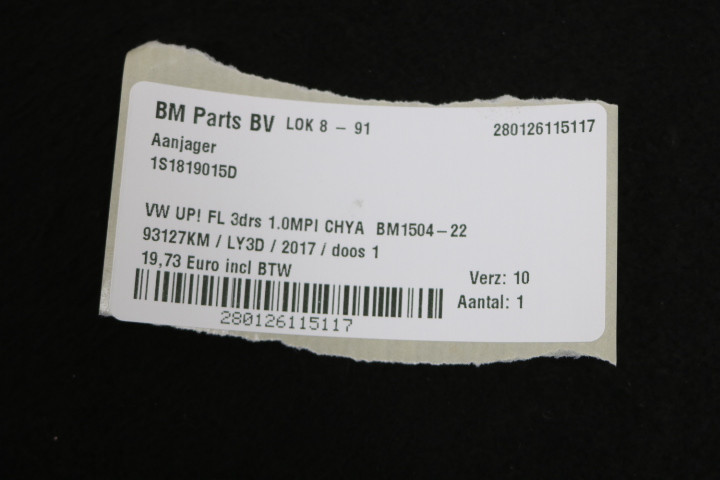 BM Parts BV LOK 8 - 91 280126115117
Aanjager
1S1819015D
VW UP! FL 3drs 1.0MPI CHYA BM1504-22
93127KM / LY3D / 2017 / doos 1
19,73 Euro incl BTW
Verz: 10
Aantal: 1
280126115117